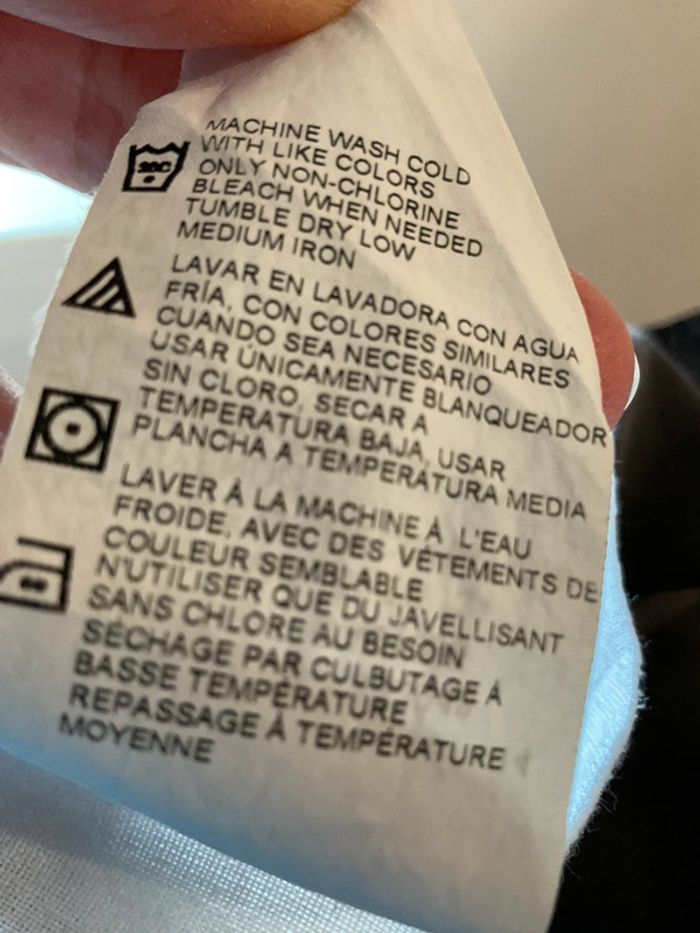 MACHINE WASH COLD
WITH LIKE COLORS
ONLY NON-CHLORINE
BLEACH WHEN NEEDED
TUMBLE DRY LOW
MEDIUM IRON
LAVAR EN LAVADORA CON AGUA
FRÍA, CON COLORES SIMILARES
CUANDO SEA NECESARIO
USAR ÚNICAMENTE BLANQUEADOR
SIN CLORO, SECAR A
TEMPERATURA BAJA, USAR
PLANCHA A TEMPERATURA MEDIA
LAVER À LA MACHINE À L'EAU
FROIDE, AVEC DES VÉTEMENTS DE
COULEUR SEMBLABLE
N'UTILISER QUE DU JAVELLISANT
SANS CHLORE AU BESOIN
SÉCHAGE PAR CULBUTAGE À
BASSE TEMPÉRATURE
REPASSAGE À TEMPÉRATURE
MOYENNE